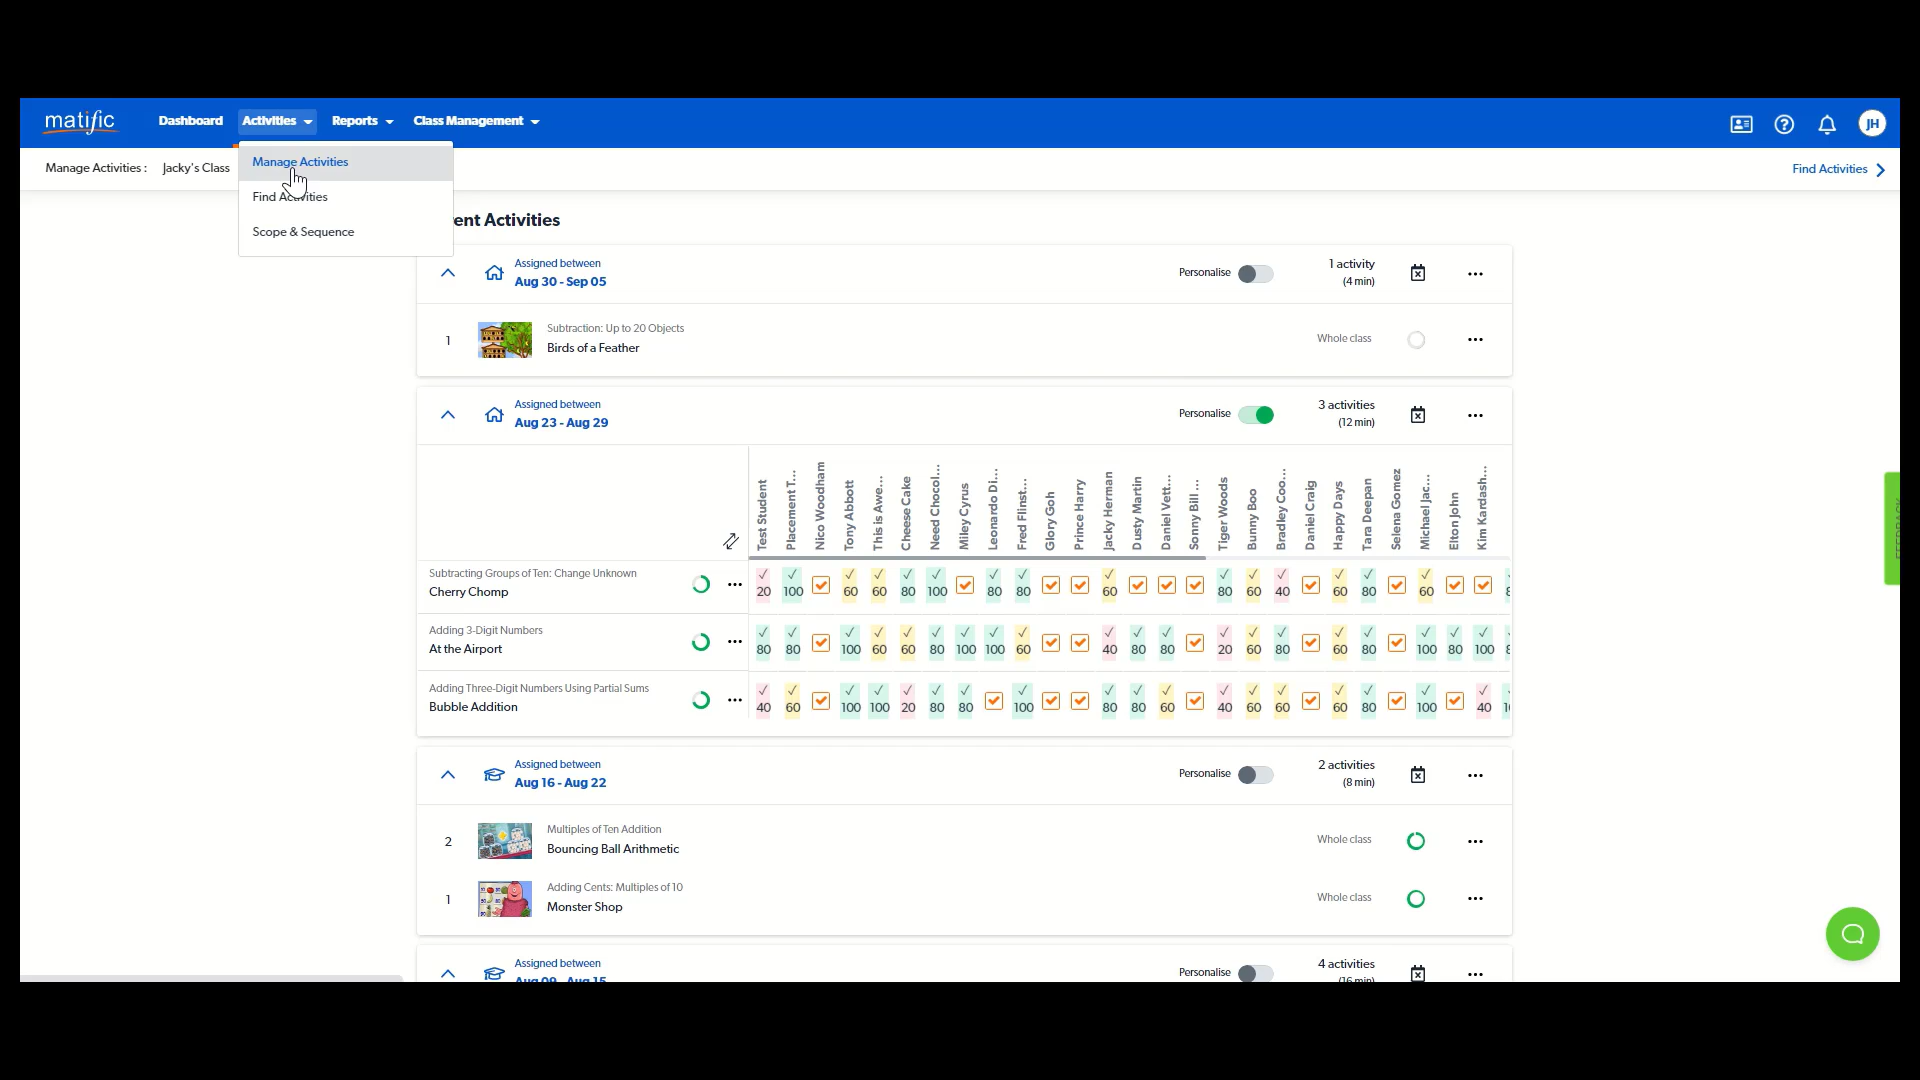 matific
Dashboard Activities Reports Class Management
JH
Manage Activities : Jacky's Class
Find Activities
Manage Activities
Find Activities
Scope & Sequence
ent Activities
Assigned between
Aug 30 - Sep 05
Personalise
1 activity
(4 min)
1
Subtraction: Up to 20 Objects
Birds of a Feather
Whole class
Assigned between
Aug 23 - Aug 29
Personalise
3 activities
(12 min)
Test Student
Placement T...
Nico Woodham
Tony Abbott
This is Awe...
Cheese Cake
Need Chocol...
Miley Cyrus
Leonardo Di...
Fred Flinst...
Glory Goh
Prince Harry
Jacky Herman
Dusty Martin
Daniel Vett...
Sonny Bill ...
Tiger Woods
Bunny Boo
Bradley Coo...
Daniel Craig
Happy Days
Tara Deepan
Selena Gomez
Michael Jac...
Elton John
Kim Kardash...
Subtracting Groups of Ten: Change Unknown
Cherry Chomp
20 100 60 60 80 100 80 80 60 80 60 40 60 80 60
Adding 3-Digit Numbers
At the Airport
80 80 100 60 60 80 100 100 60 40 80 80 20 60 80 60 80 100 80 100
Adding Three-Digit Numbers Using Partial Sums
Bubble Addition
40 60 100 100 20 80 80 100 80 80 60 40 60 60 60 80 100 40
Assigned between
Aug 16 - Aug 22
Personalise
2 activities
(8 min)
2
Multiples of Ten Addition
Bouncing Ball Arithmetic
Whole class
1
Adding Cents: Multiples of 10
Monster Shop
Whole class
Assigned between
Aug 09 - Aug 15
Personalise
4 activities
(16 min)